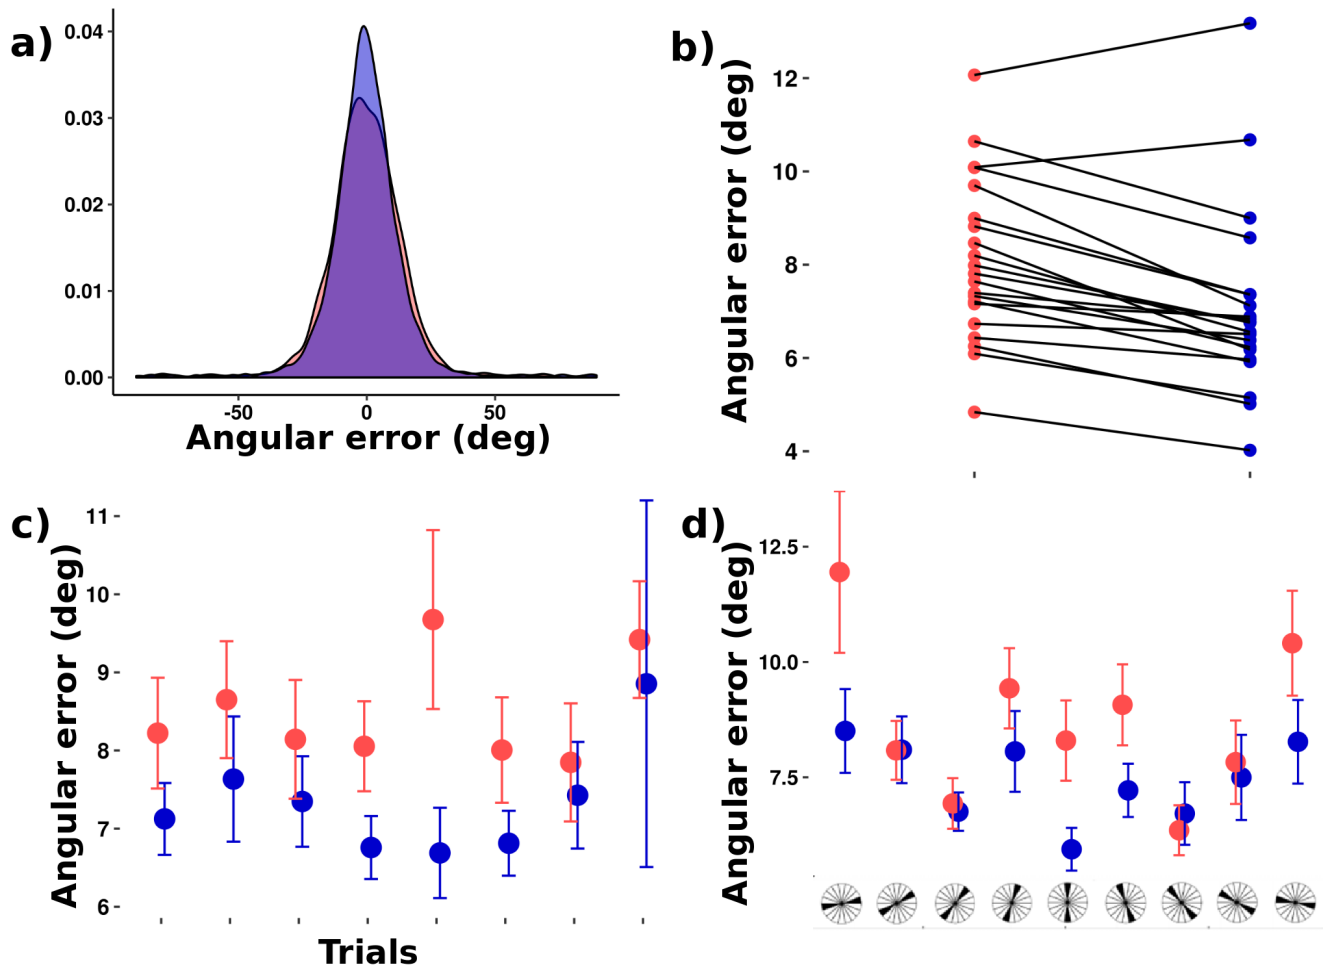 a)
0.04
0.03
0.02
0.01
0.00
-50 0 50
Angular error (deg)
b)
Angular error (deg)
12
10
8
6
4
c)
Angular error (deg)
11
10
9
8
7
6
Trials
d)
Angular error (deg)
12.5
10.0
7.5